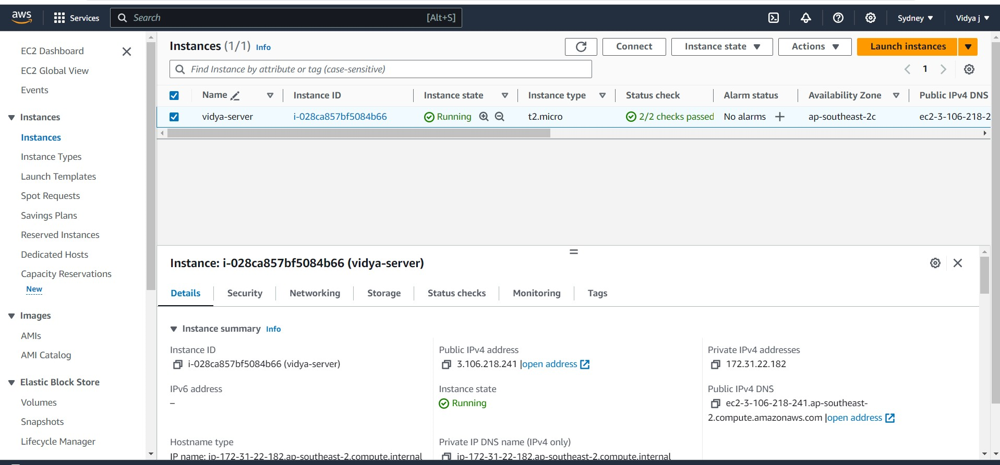 aws Services Search [Alt+S] Sydney Vidya j
EC2 Dashboard
EC2 Global View
Events
Instances
Instances
Instance Types
Launch Templates
Spot Requests
Savings Plans
Reserved Instances
Dedicated Hosts
Capacity Reservations
New
Images
AMIs
AMI Catalog
Elastic Block Store
Volumes
Snapshots
Lifecycle Manager
Instances (1/1) Info Connect Instance state Actions Launch instances
Find Instance by attribute or tag (case-sensitive) 1
Name Instance ID Instance state Instance type Status check Alarm status Availability Zone Public IPv4 DNS
vidya-server i-028ca857bf5084b66 Running t2.micro 2/2 checks passed No alarms ap-southeast-2c ec2-3-106-218-2
Instance: i-028ca857bf5084b66 (vidya-server)
Details Security Networking Storage Status checks Monitoring Tags
Instance summary Info
Instance ID
i-028ca857bf5084b66 (vidya-server)
Public IPv4 address
3.106.218.241 |open address
Private IPv4 addresses
172.31.22.182
IPv6 address
–
Instance state
Running
Public IPv4 DNS
ec2-3-106-218-241.ap-southeast-
2.compute.amazonaws.com |open address
Hostname type
IP name: ip-172-31-22-182.ap-southeast-2.compute.internal
Private IP DNS name (IPv4 only)
ip-172-31-22-182.ap-southeast-2.compute.internal